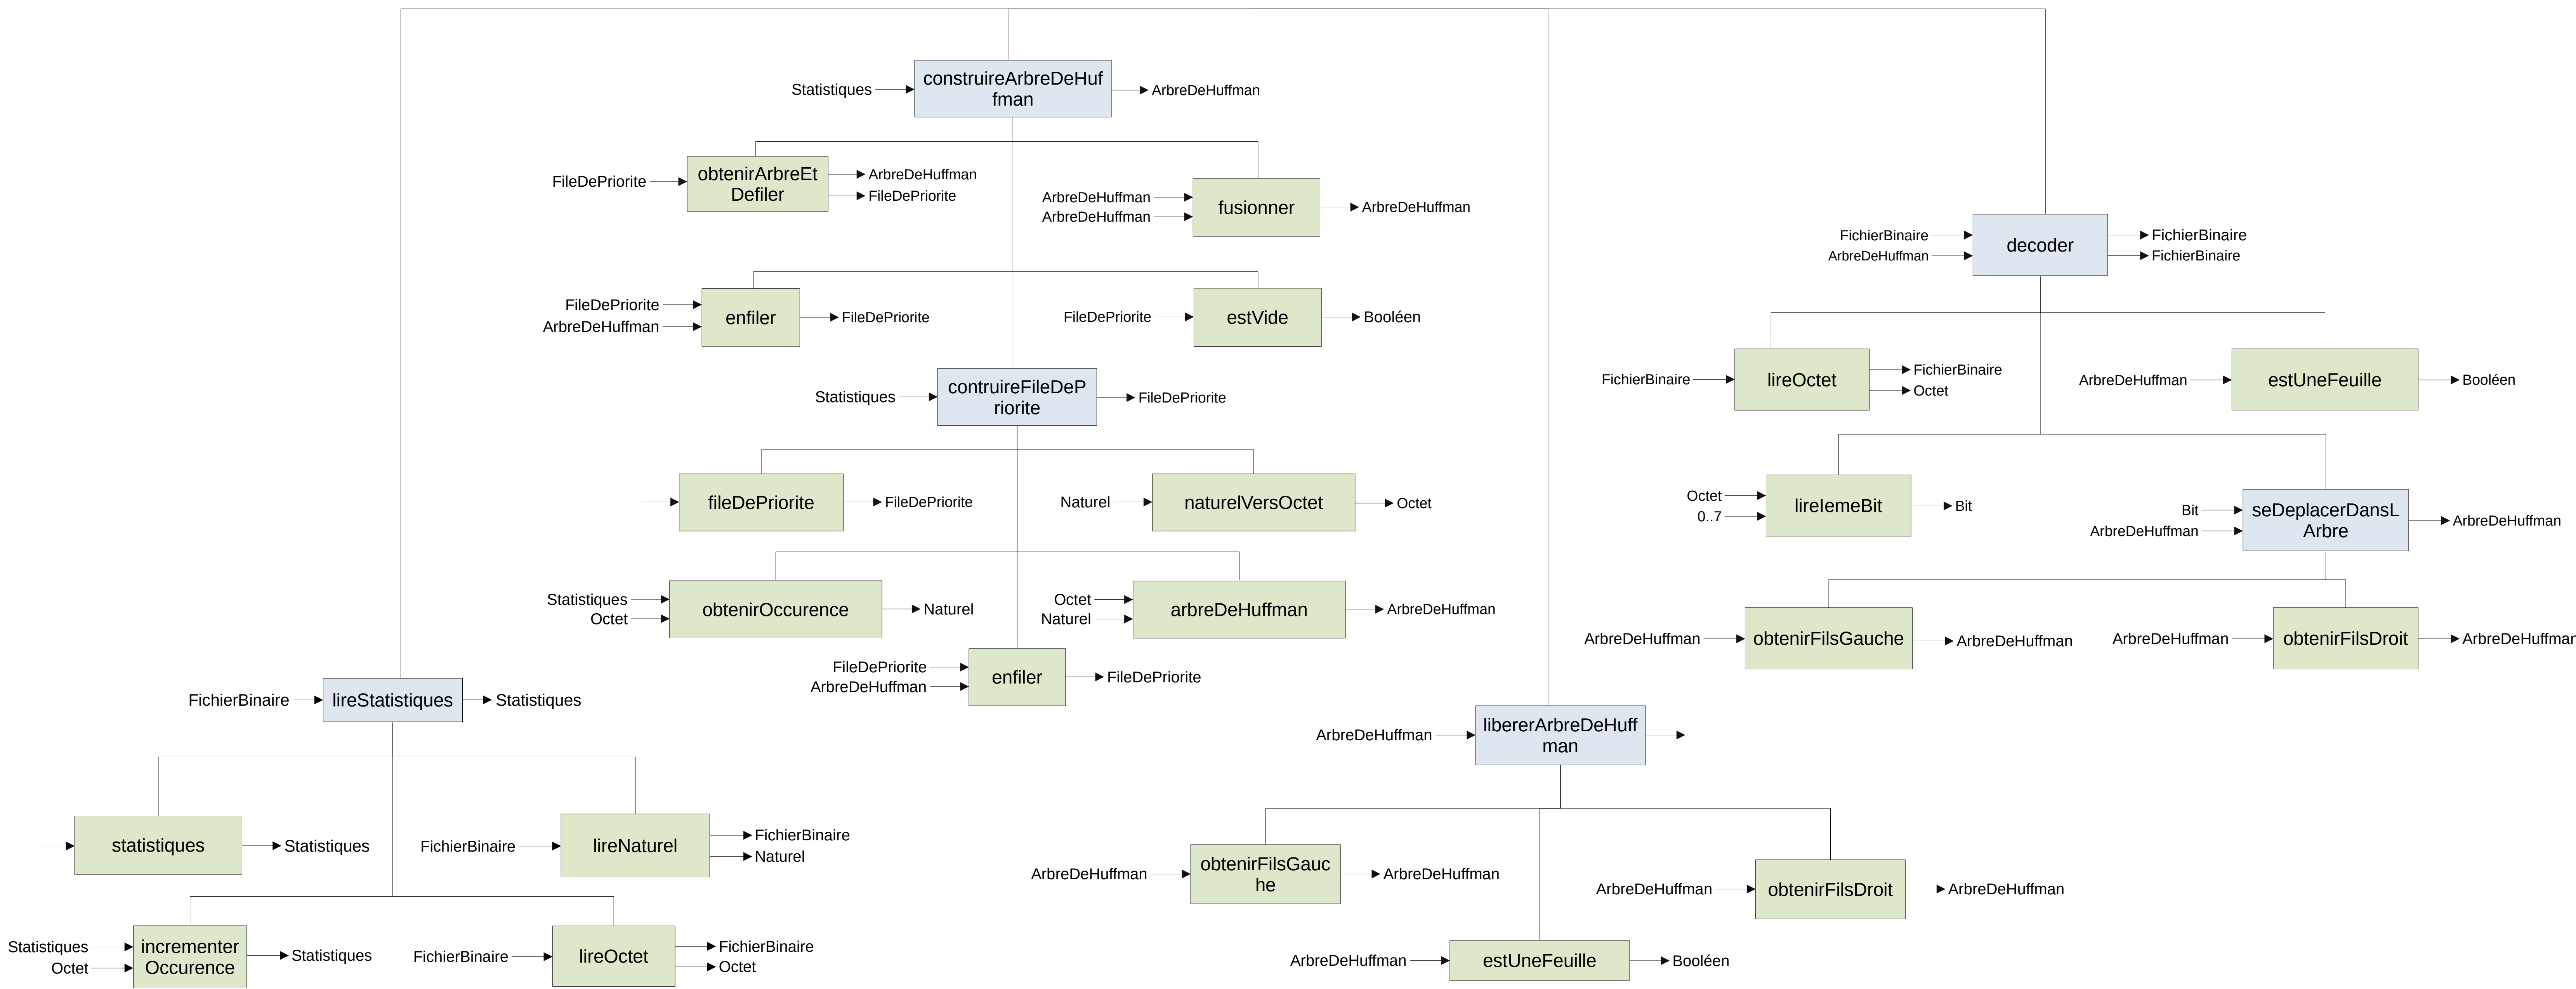 construireArbreDeHuf
fman
Statistiques
ArbreDeHuffman
obtenirArbreEt
Defiler
FileDePriorite
ArbreDeHuffman
FileDePriorite
ArbreDeHuffman
ArbreDeHuffman
fusionner
ArbreDeHuffman
FileDePriorite
ArbreDeHuffman
enfiler
FileDePriorite
FileDePriorite
estVide
Booléen
Statistiques
contruireFileDeP
riorite
FileDePriorite
fileDePriorite
FileDePriorite
Naturel
naturelVersOctet
Octet
Statistiques
Octet
obtenirOccurence
Naturel
Octet
Naturel
arbreDeHuffman
ArbreDeHuffman
FileDePriorite
ArbreDeHuffman
enfiler
FileDePriorite
FichierBinaire
lireStatistiques
Statistiques
statistiques
Statistiques
FichierBinaire
lireNaturel
FichierBinaire
Naturel
Statistiques
Octet
incrementer
Occurence
Statistiques
FichierBinaire
lireOctet
FichierBinaire
Octet
ArbreDeHuffman
libererArbreDeHuff
man
ArbreDeHuffman
obtenirFilsGauc
he
ArbreDeHuffman
ArbreDeHuffman
obtenirFilsDroit
ArbreDeHuffman
ArbreDeHuffman
estUneFeuille
Booléen
FichierBinaire
ArbreDeHuffman
decoder
FichierBinaire
FichierBinaire
FichierBinaire
lireOctet
FichierBinaire
Octet
ArbreDeHuffman
estUneFeuille
Booléen
Octet
0..7
lireIemeBit
Bit
Bit
ArbreDeHuffman
seDeplacerDansL
Arbre
ArbreDeHuffman
ArbreDeHuffman
obtenirFilsGauche
ArbreDeHuffman
ArbreDeHuffman
obtenirFilsDroit
ArbreDeHuffman